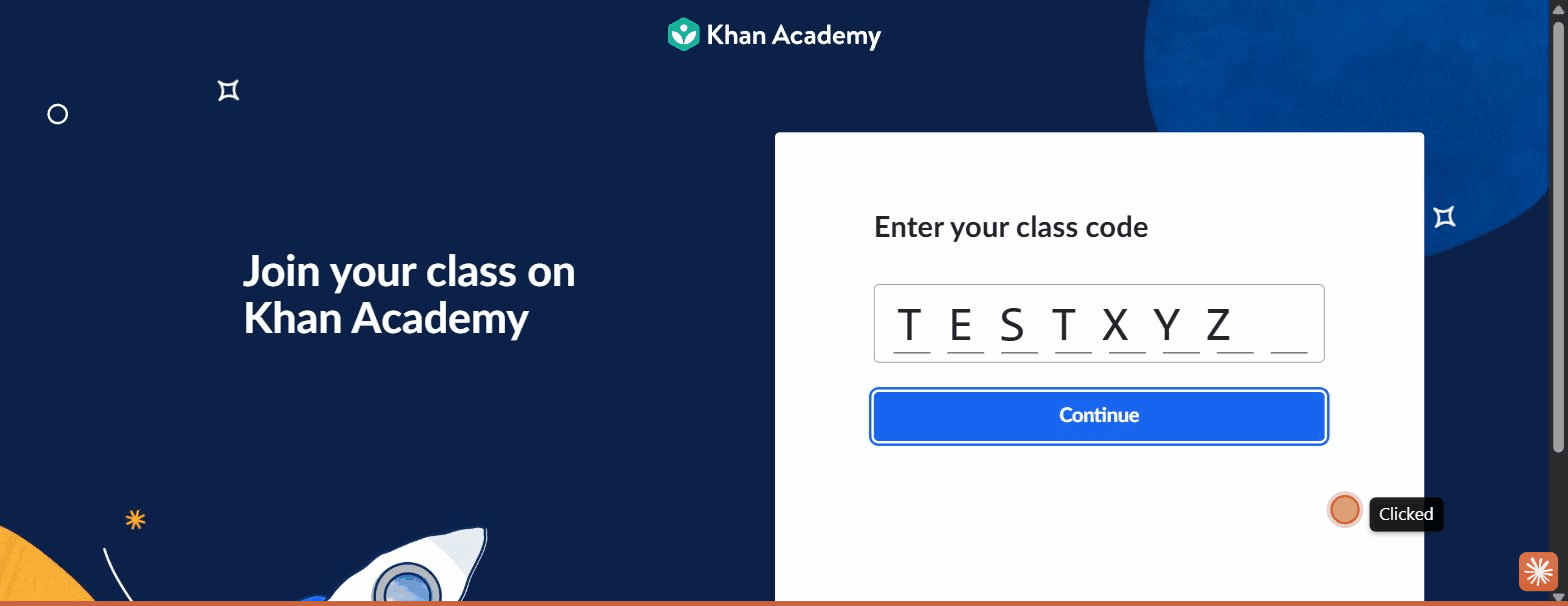 Khan Academy
Join your class on
Khan Academy
Enter your class code
T E S T X Y Z
Continue
Clicked